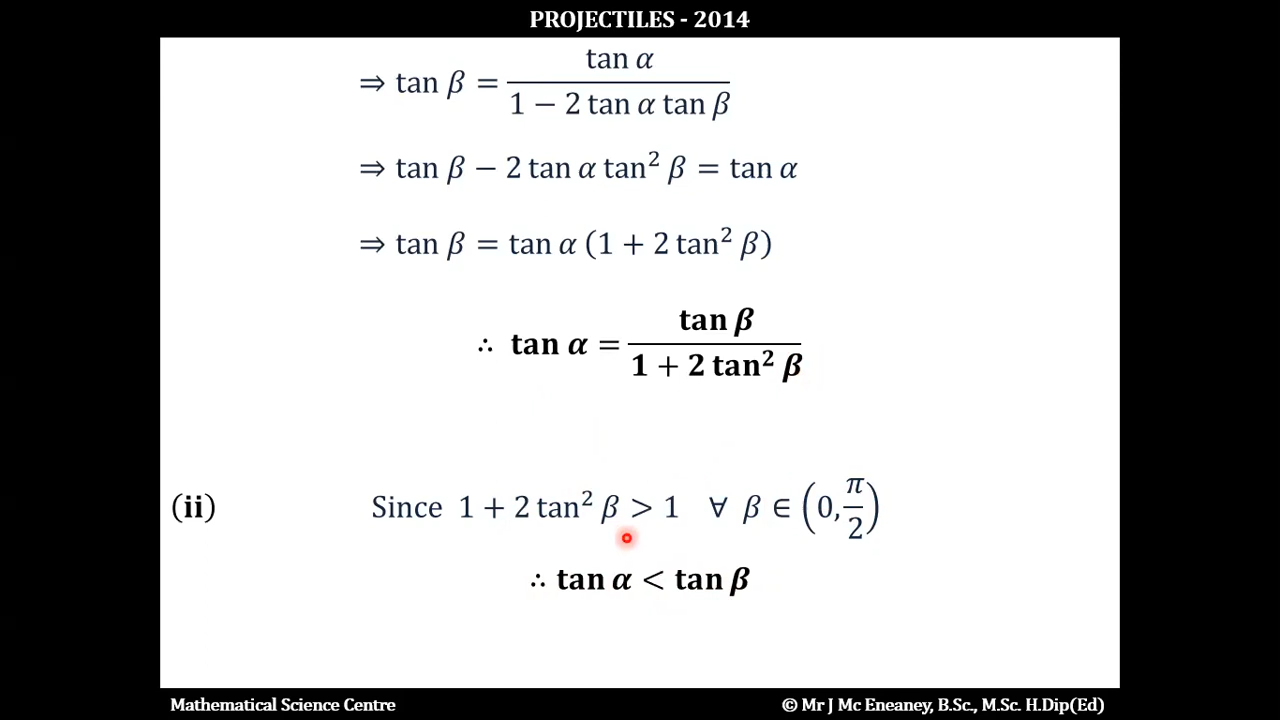 PROJECTILES - 2014
⇒ tan β = tan α / (1 − 2 tan α tan β)
⇒ tan β − 2 tan α tan² β = tan α
⇒ tan β = tan α (1 + 2 tan² β)
∴ tan α = tan β / (1 + 2 tan² β)
(ii) Since 1 + 2 tan² β > 1 ∀ β ∈ (0, π/2)
∴ tan α < tan β
Mathematical Science Centre © Mr J Mc Eneaney, B.Sc., M.Sc. H.Dip(Ed)